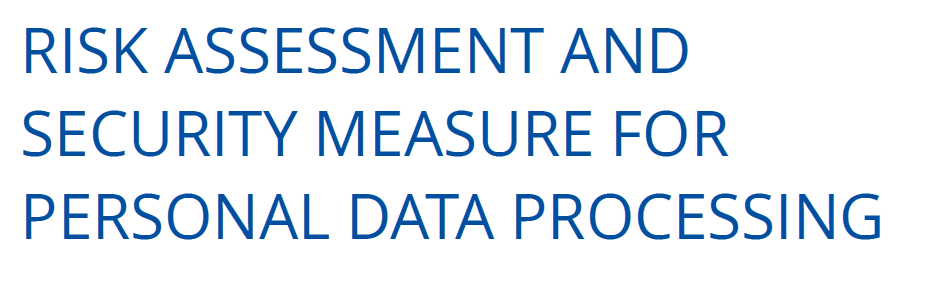 RISK ASSESSMENT AND
SECURITY MEASURE FOR
PERSONAL DATA PROCESSING